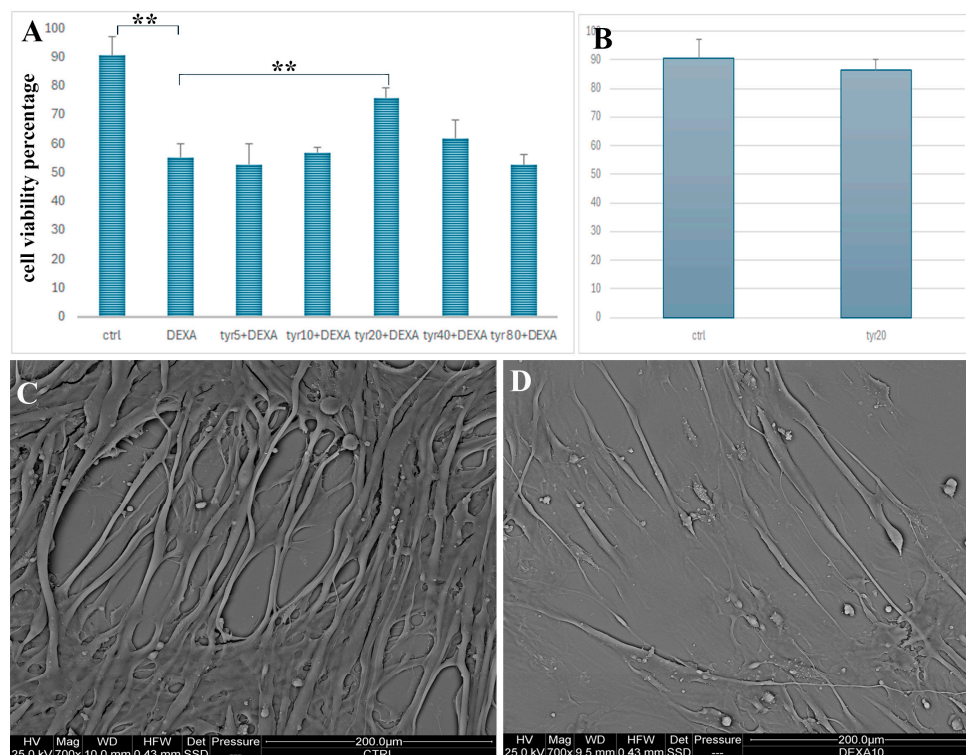 A
**
**
cell viability percentage
100
90
80
70
60
50
40
30
20
10
0
ctrl DEXA tyr5+DEXA tyr10+DEXA tyr20+DEXA tyr40+DEXA tyr80+DEXA
B
100
90
80
70
60
50
40
30
20
10
0
ctrl tyr20
C
HV Mag WD HFW Det Pressure 200.0µm
25.0 kV 700x 10.0 mm 0.43 mm SSD --- CTRL
D
HV Mag WD HFW Det Pressure 200.0µm
25.0 kV 700x 9.5 mm 0.43 mm SSD --- DEXA10